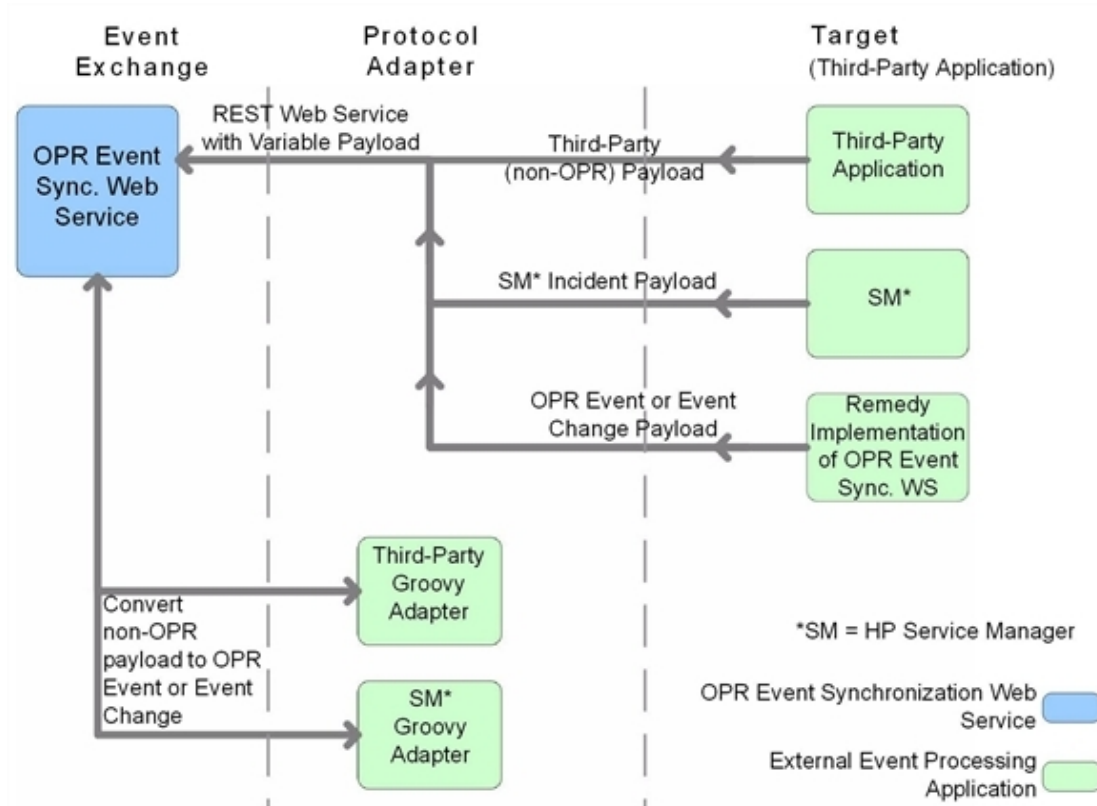 Event
Exchange
Protocol
Adapter
Target
(Third-Party Application)
OPR Event
Sync. Web
Service
REST Web Service
with Variable Payload
Third-Party
(non-OPR) Payload
Third-Party
Application
SM* Incident Payload
SM*
OPR Event or Event
Change Payload
Remedy
Implementation
of OPR Event
Sync. WS
Third-Party
Groovy
Adapter
Convert
non-OPR
payload to OPR
Event or Event
Change
SM*
Groovy
Adapter
*SM = HP Service Manager
OPR Event Synchronization Web
Service
External Event Processing
Application